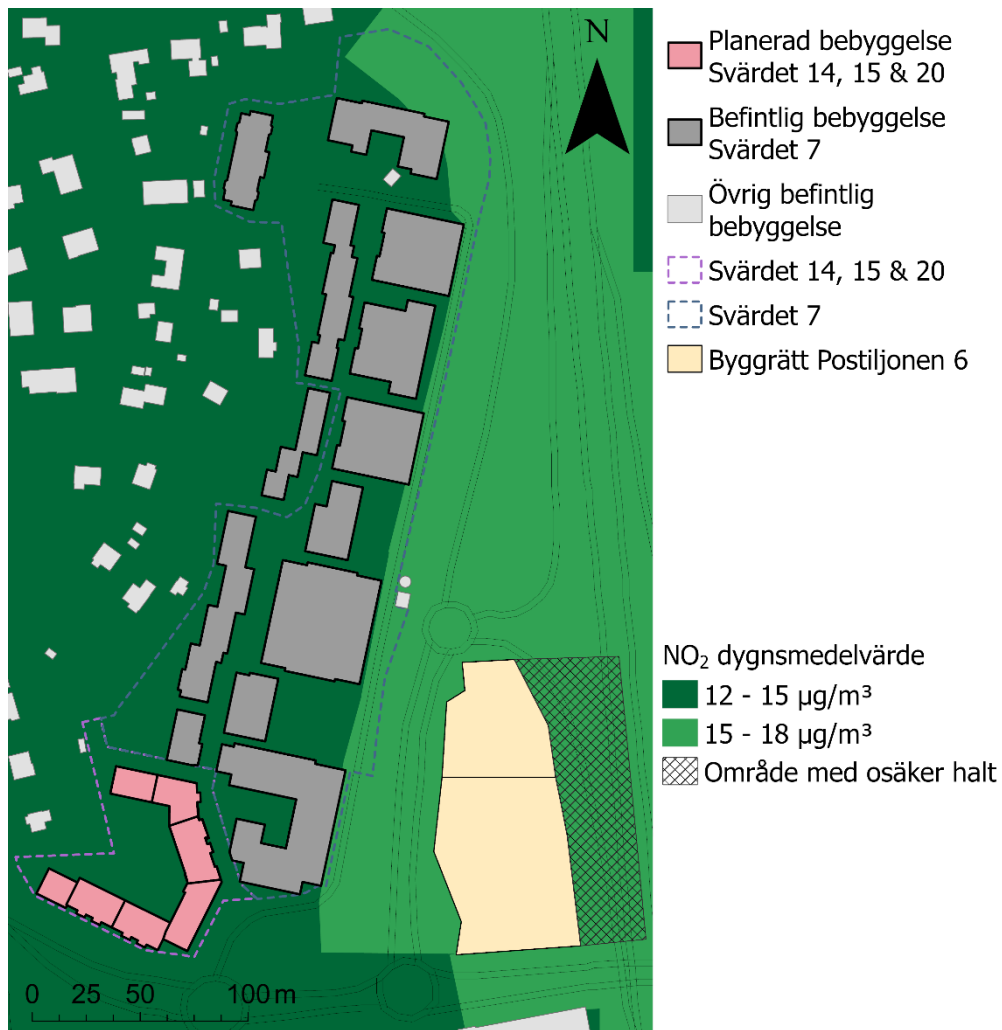 N
Planerad bebyggelse
Svärdet 14, 15 & 20
Befintlig bebyggelse
Svärdet 7
Övrig befintlig
bebyggelse
Svärdet 14, 15 & 20
Svärdet 7
Byggrätt Postiljonen 6
NO₂ dygnsmedelvärde
12 - 15 µg/m³
15 - 18 µg/m³
Område med osäker halt
0 25 50 100 m